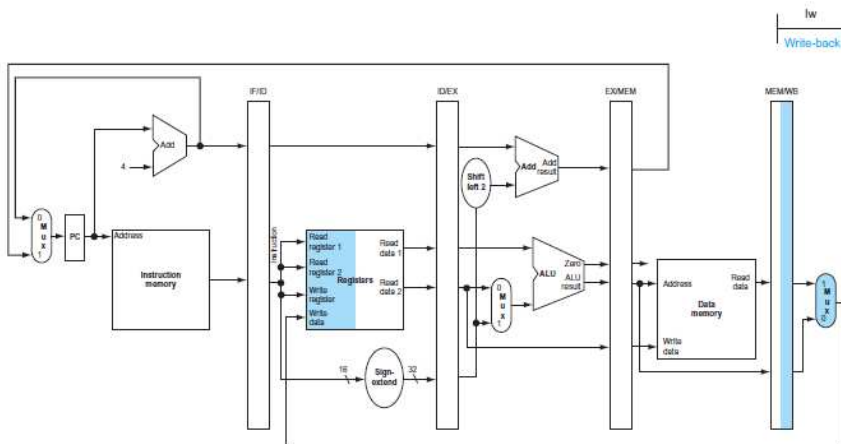 lw
Write-back
IF/ID
ID/EX
EX/MEM
MEM/WB
Add
4
Shift
left 2
Add
Add
result
0
M
u
x
1
PC
Address
Instruction
memory
Instruction
Read
register 1
Read
register 2
Write
register
Write
data
Registers
Read
data 1
Read
data 2
0
M
u
x
1
Zero
ALU
ALU
result
Address
Write
data
Data
memory
Read
data
1
M
u
x
0
16
Sign-
extend
32